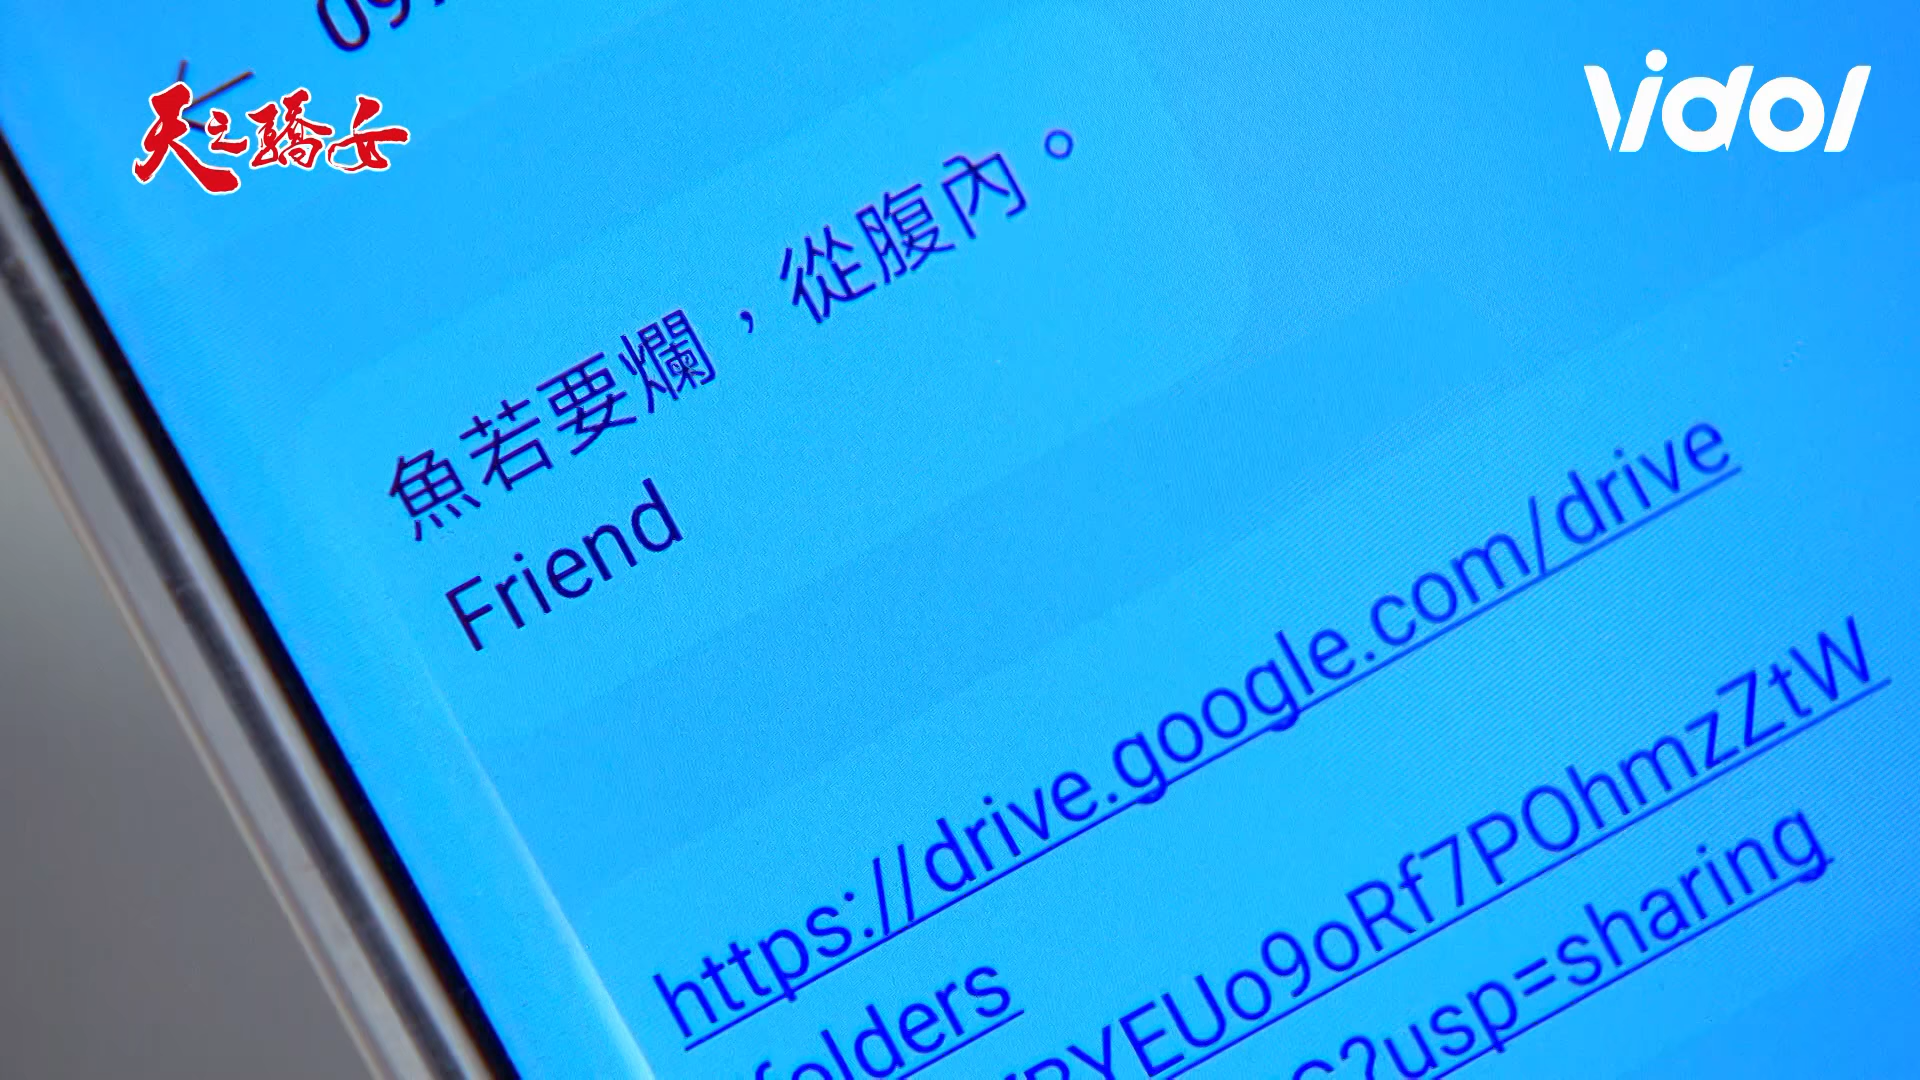 天之驕女
Vidol
魚若要爛，從腹內。
Friend
https://drive.google.com/drive
folders
YEUo9oRf7POhmzZtW
?usp=sharing